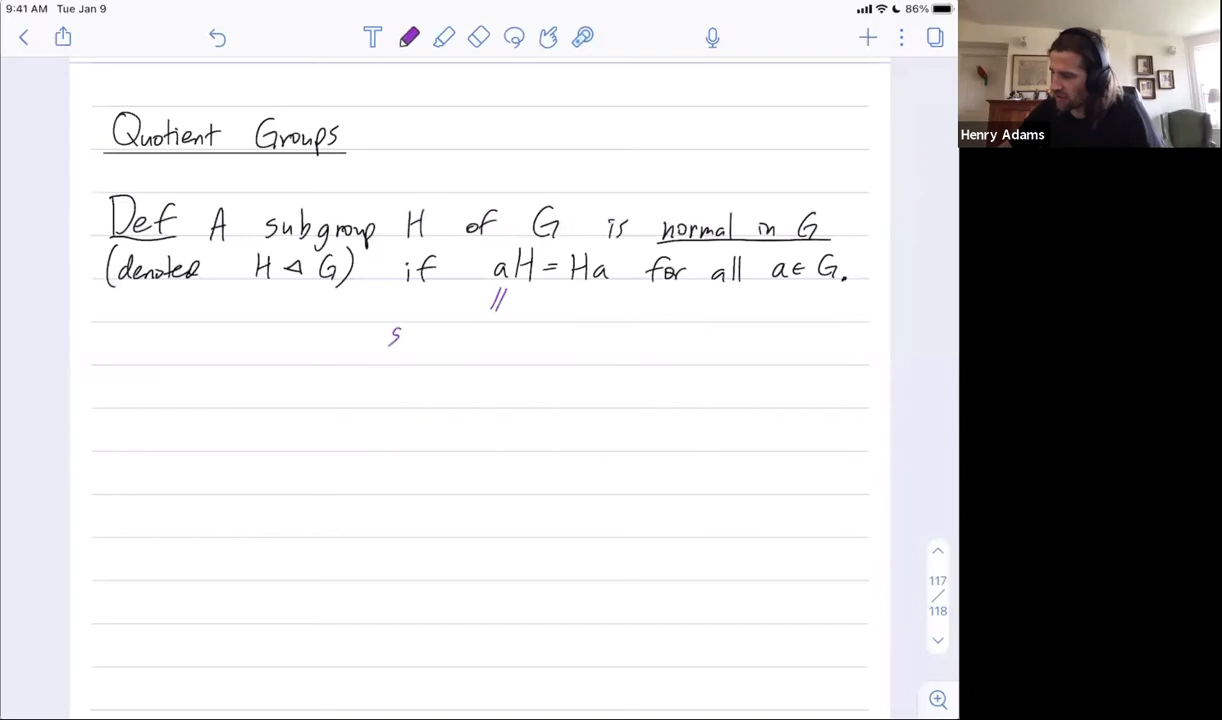 9:41 AM Tue Jan 9
86%
Quotient Groups
Def A subgroup H of G is normal in G
(denoted H ⊲ G) if aH = Ha for all a ∈ G.
//
s
Henry Adams
117
/
118